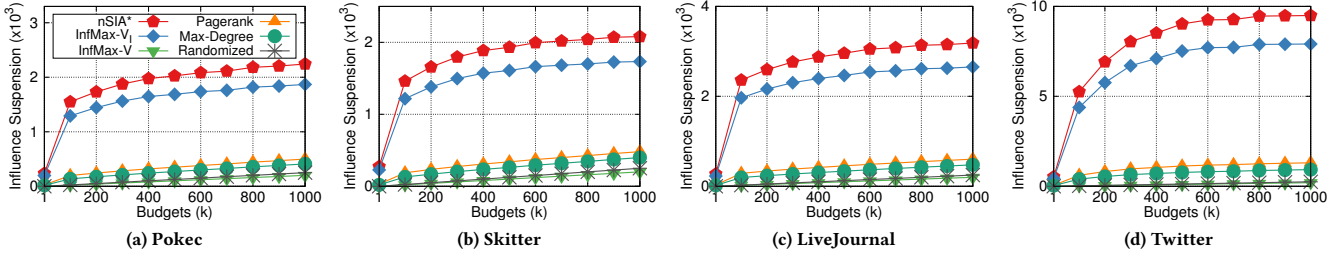 Influence Suspension (x10³)
3
2
1
0
nSIA*
InfMax-V_I
InfMax-V
Pagerank
Max-Degree
Randomized
1 200 400 600 800 1000
Budgets (k)
(a) Pokec
Influence Suspension (x10³)
2
1
0
1 200 400 600 800 1000
Budgets (k)
(b) Skitter
Influence Suspension (x10³)
4
2
0
1 200 400 600 800 1000
Budgets (k)
(c) LiveJournal
Influence Suspension (x10³)
10
5
0
1 200 400 600 800 1000
Budgets (k)
(d) Twitter